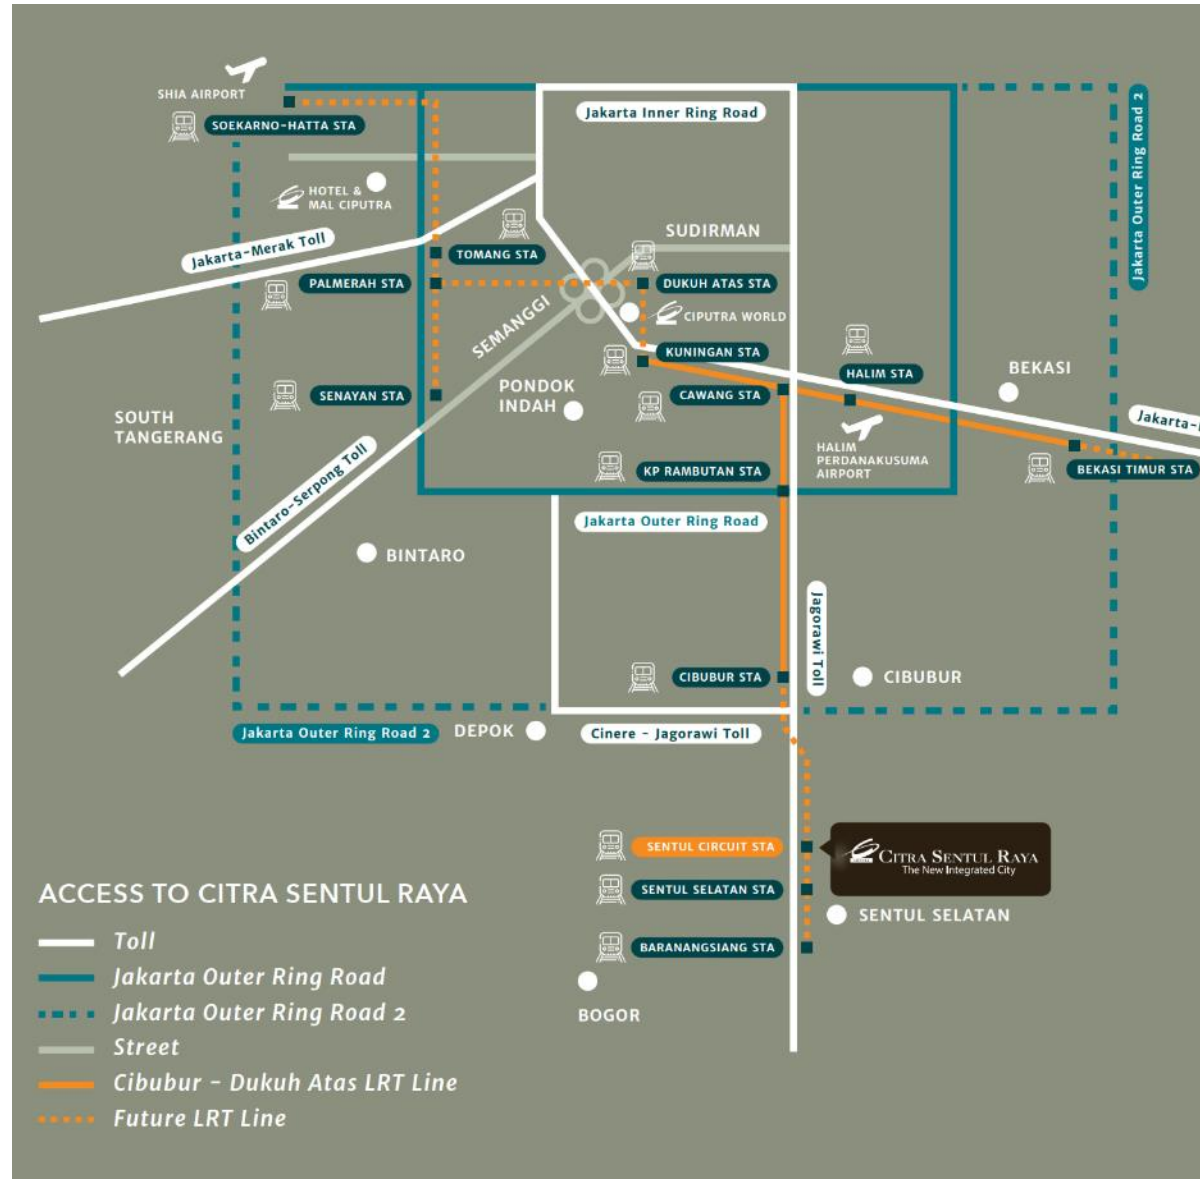 SHIA AIRPORT
SOEKARNO-HATTA STA
Jakarta Inner Ring Road
Jakarta Outer Ring Road 2
HOTEL &
MAL CIPUTRA
Jakarta-Merak Toll
TOMANG STA
SUDIRMAN
PALMERAH STA
DUKUH ATAS STA
SEMANGGI
CIPUTRA WORLD
KUNINGAN STA
HALIM STA
BEKASI
SENAYAN STA
PONDOK
INDAH
CAWANG STA
SOUTH
TANGERANG
Jakarta-
HALIM
PERDANAKUSUMA
AIRPORT
KP RAMBUTAN STA
BEKASI TIMUR STA
Bintaro-Serpong Toll
Jakarta Outer Ring Road
BINTARO
Jagorawi Toll
CIBUBUR STA
CIBUBUR
Jakarta Outer Ring Road 2
DEPOK
Cinere - Jagorawi Toll
SENTUL CIRCUIT STA
CITRA SENTUL RAYA
The New Integrated City
SENTUL SELATAN STA
SENTUL SELATAN
BARANANGSIANG STA
BOGOR
ACCESS TO CITRA SENTUL RAYA
Toll
Jakarta Outer Ring Road
Jakarta Outer Ring Road 2
Street
Cibubur - Dukuh Atas LRT Line
Future LRT Line